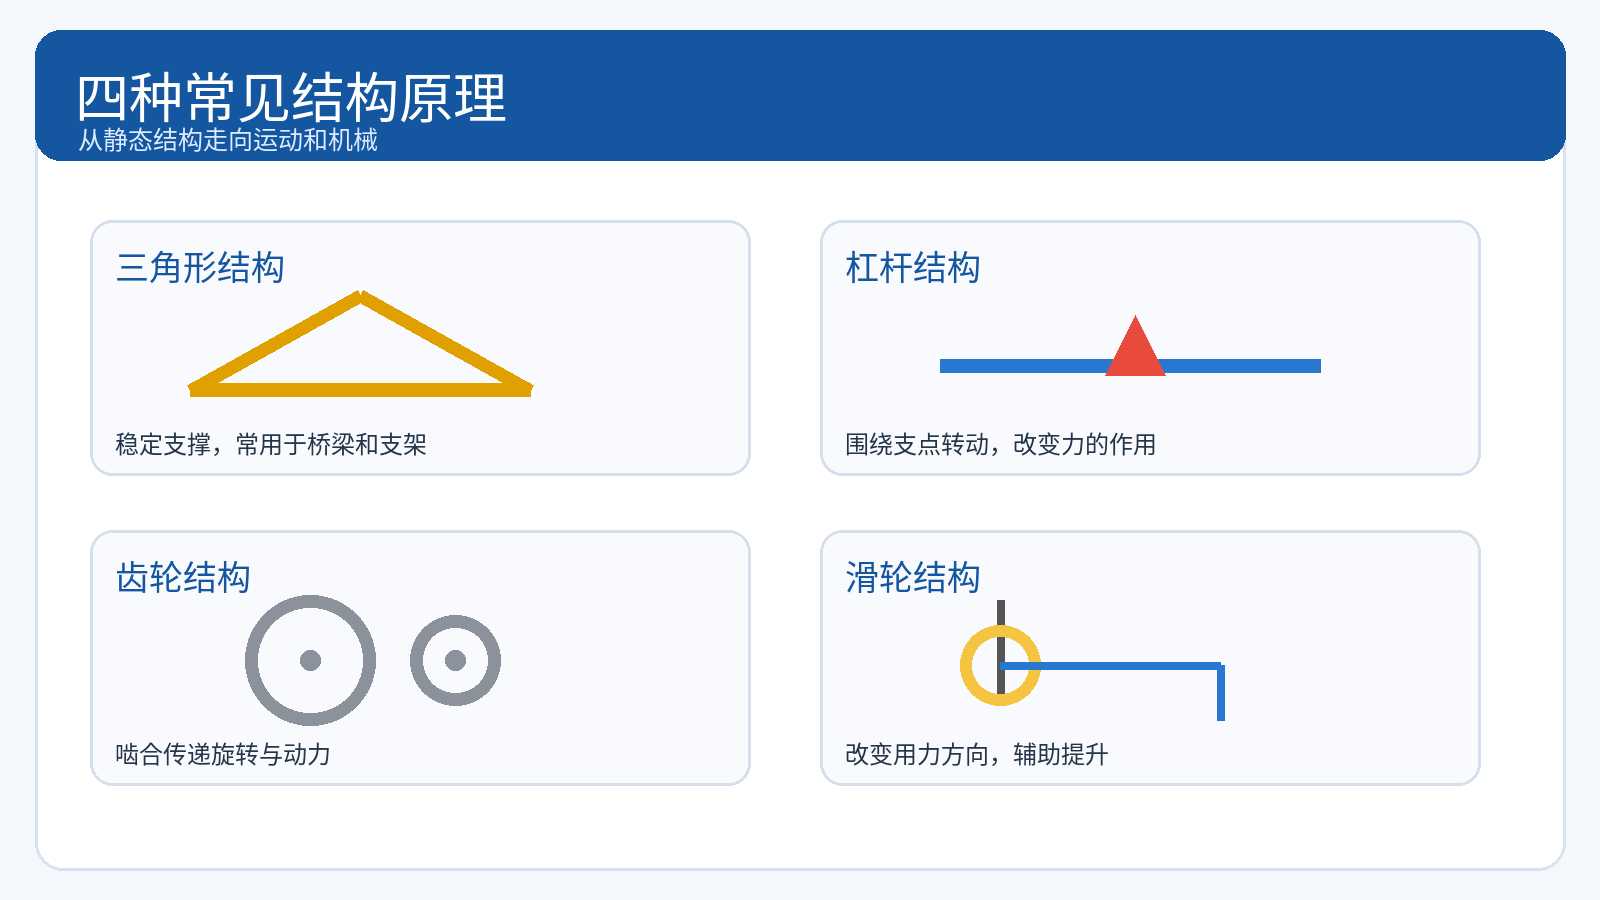 四种常见结构原理
从静态结构走向运动和机械
三角形结构
稳定支撑，常用于桥梁和支架
杠杆结构
围绕支点转动，改变力的作用
齿轮结构
啮合传递旋转与动力
滑轮结构
改变用力方向，辅助提升